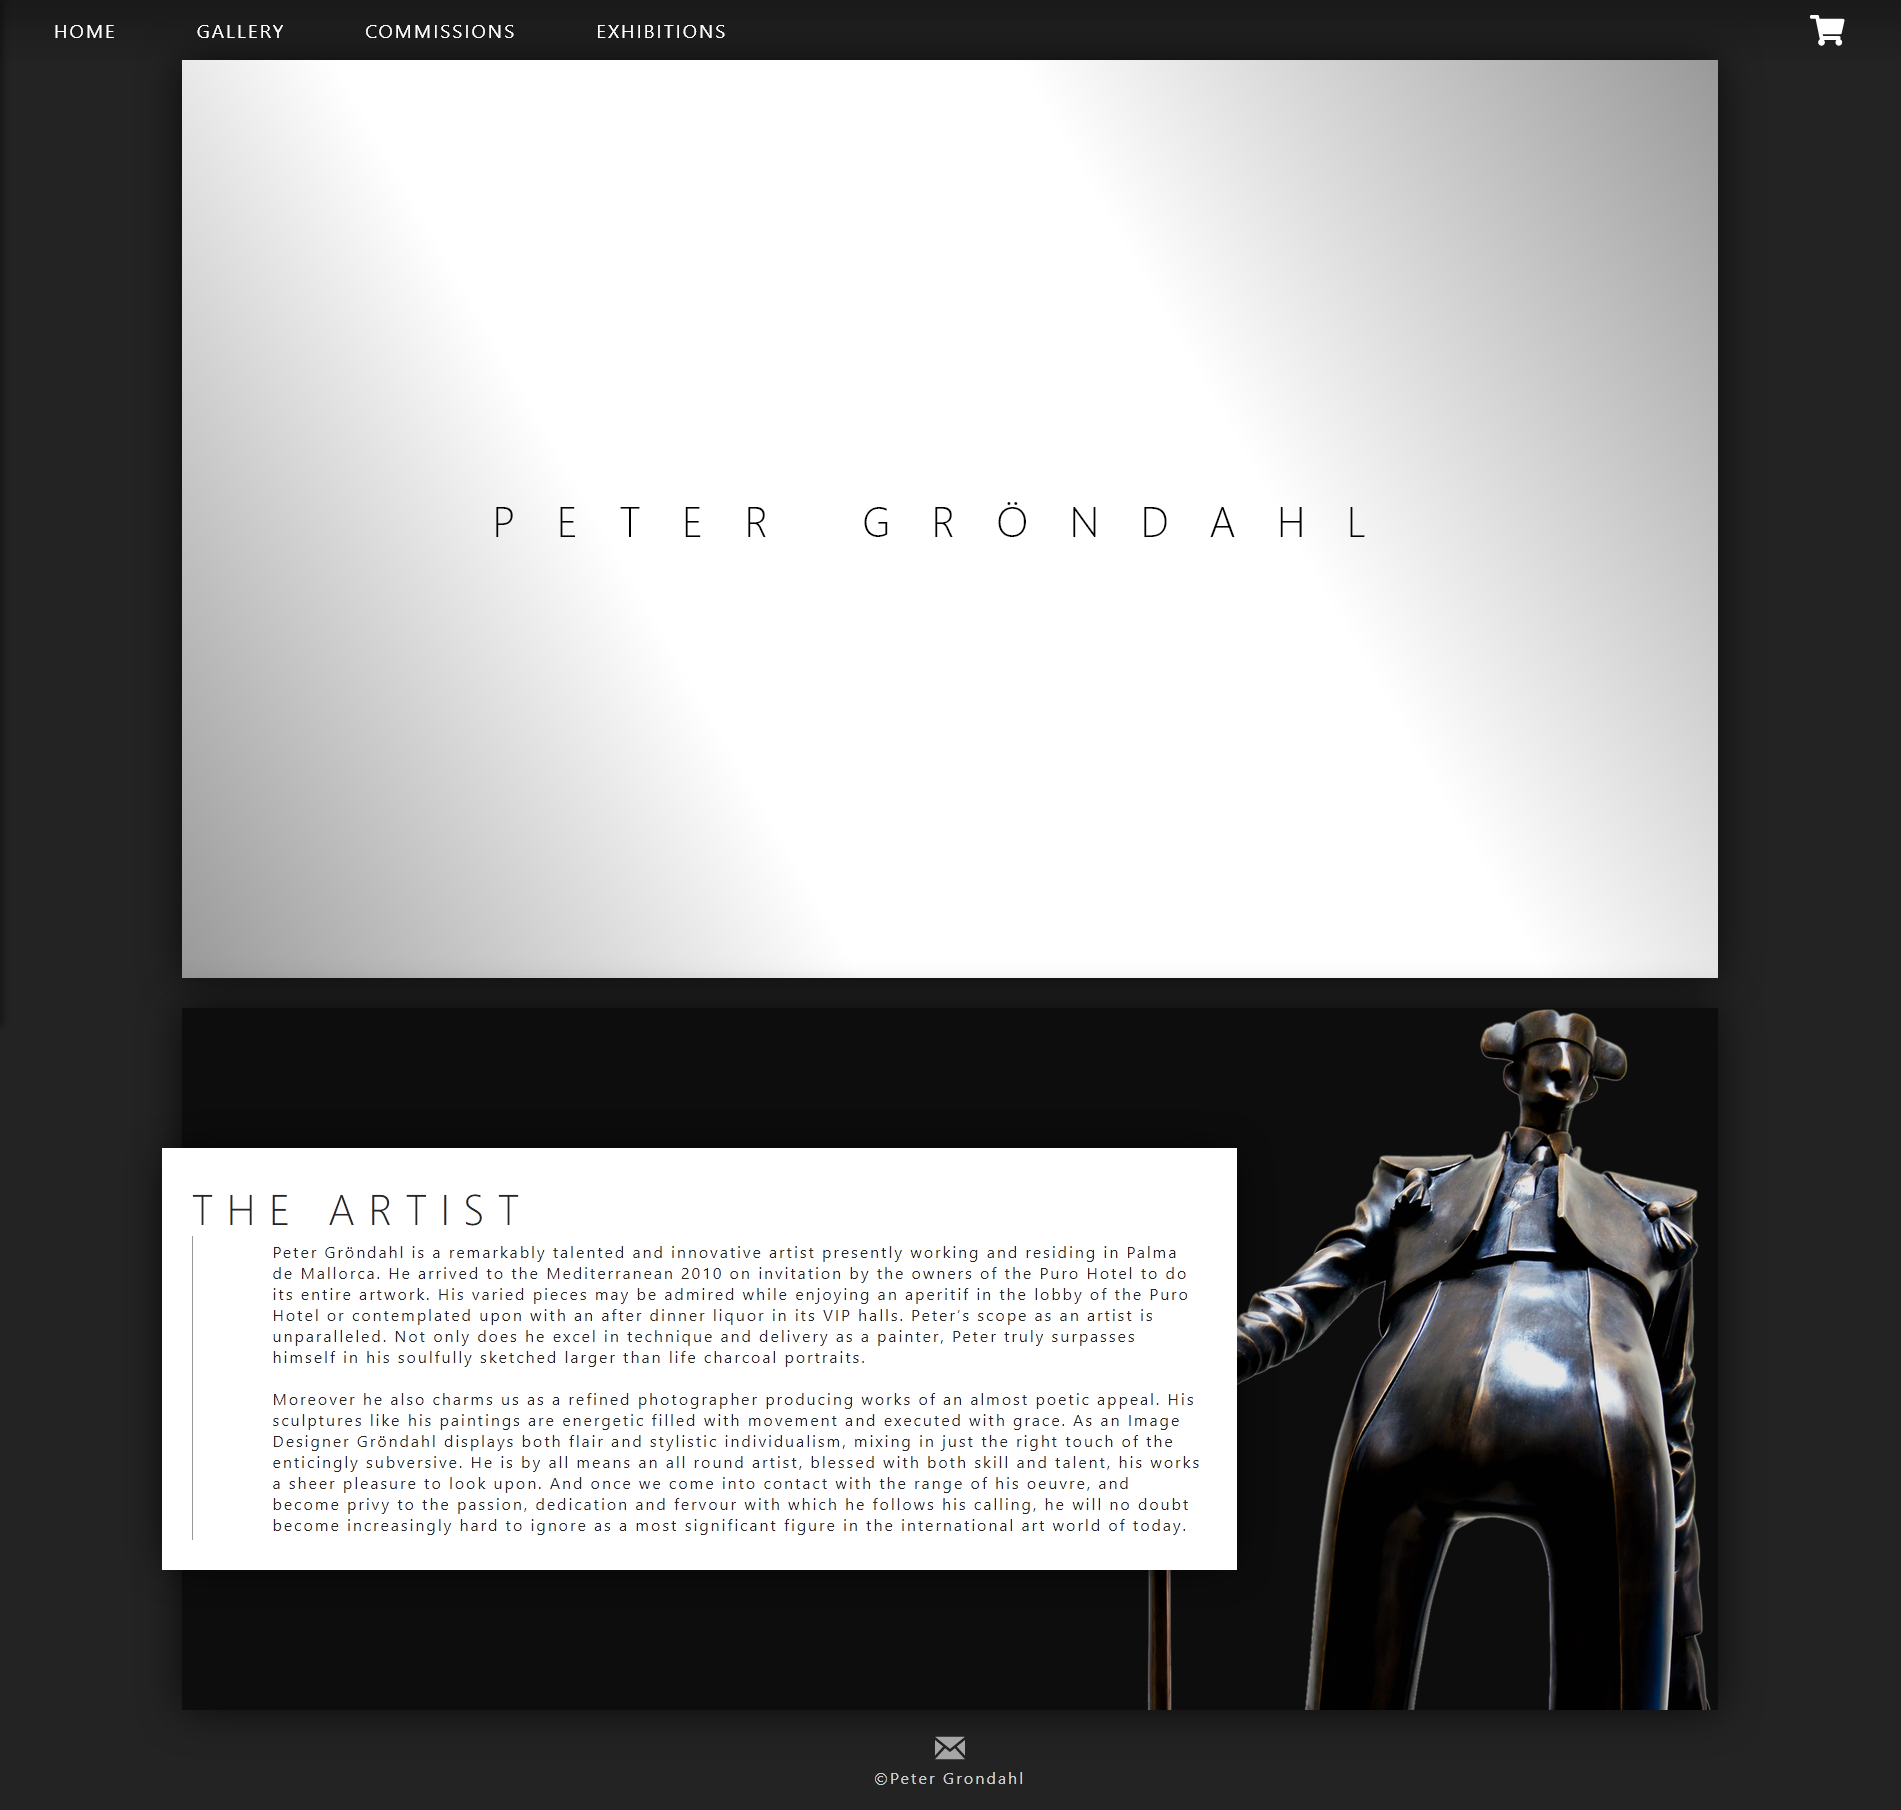 HOME GALLERY COMMISSIONS EXHIBITIONS
PETER GRÖNDAHL
THE ARTIST
Peter Gröndahl is a remarkably talented and innovative artist presently working and residing in Palma
de Mallorca. He arrived to the Mediterranean 2010 on invitation by the owners of the Puro Hotel to do
its entire artwork. His varied pieces may be admired while enjoying an aperitif in the lobby of the Puro
Hotel or contemplated upon with an after dinner liquor in its VIP halls. Peter's scope as an artist is
unparalleled. Not only does he excel in technique and delivery as a painter, Peter truly surpasses
himself in his soulfully sketched larger than life charcoal portraits.
Moreover he also charms us as a refined photographer producing works of an almost poetic appeal. His
sculptures like his paintings are energetic filled with movement and executed with grace. As an Image
Designer Gröndahl displays both flair and stylistic individualism, mixing in just the right touch of the
enticingly subversive. He is by all means an all round artist, blessed with both skill and talent, his works
a sheer pleasure to look upon. And once we come into contact with the range of his oeuvre, and
become privy to the passion, dedication and fervour with which he follows his calling, he will no doubt
become increasingly hard to ignore as a most significant figure in the international art world of today.
©Peter Grondahl